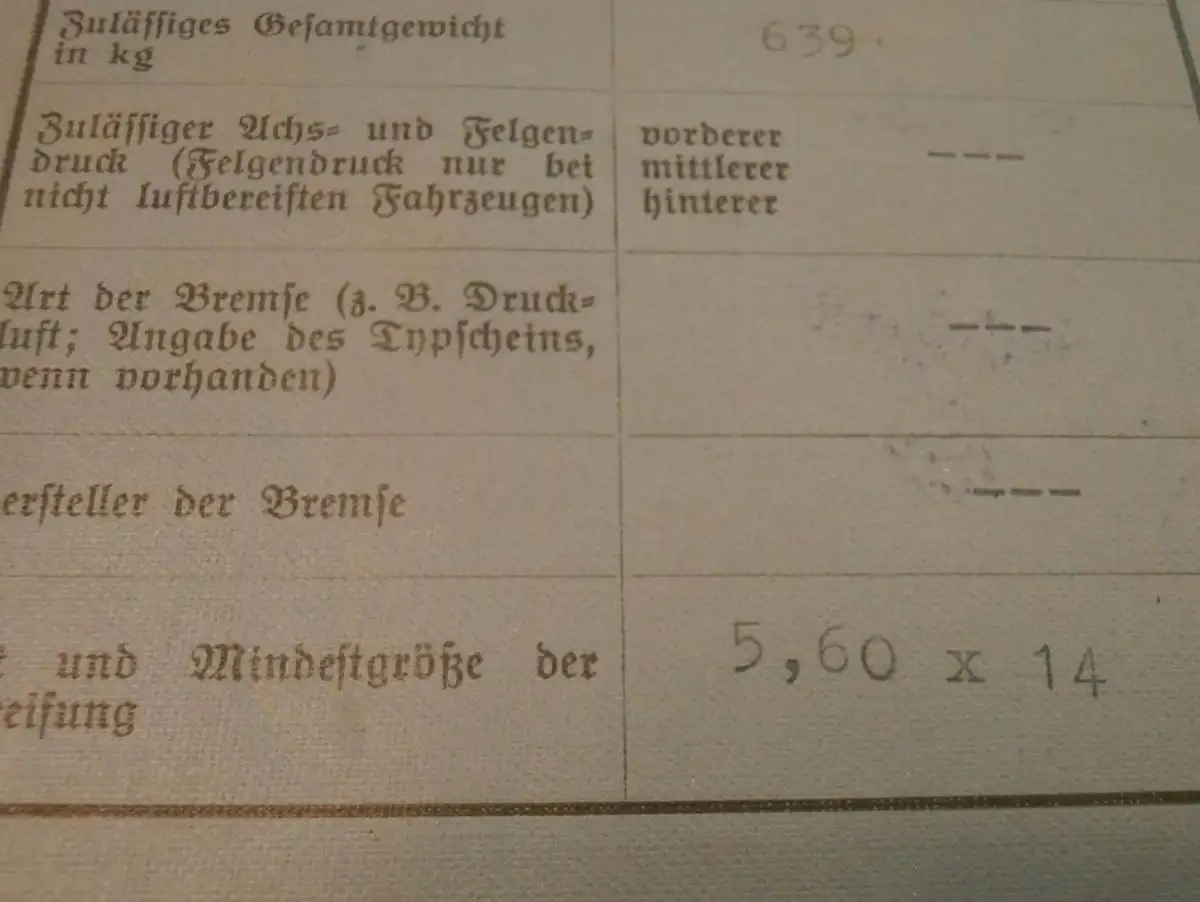 Zuläſſiges Geſamtgewicht
in kg
639
Zuläſſiger Achs- und Felgen-
druck (Felgendruck nur bei
nicht luftbereiften Fahrzeugen)
vorderer
mittlerer
hinterer
---
Art der Bremſe (z. B. Druck-
luft; Angabe des Typſcheins,
wenn vorhanden)
---
erſteller der Bremſe
---
und Mindeſtgröße der
eifung
5,60 x 14